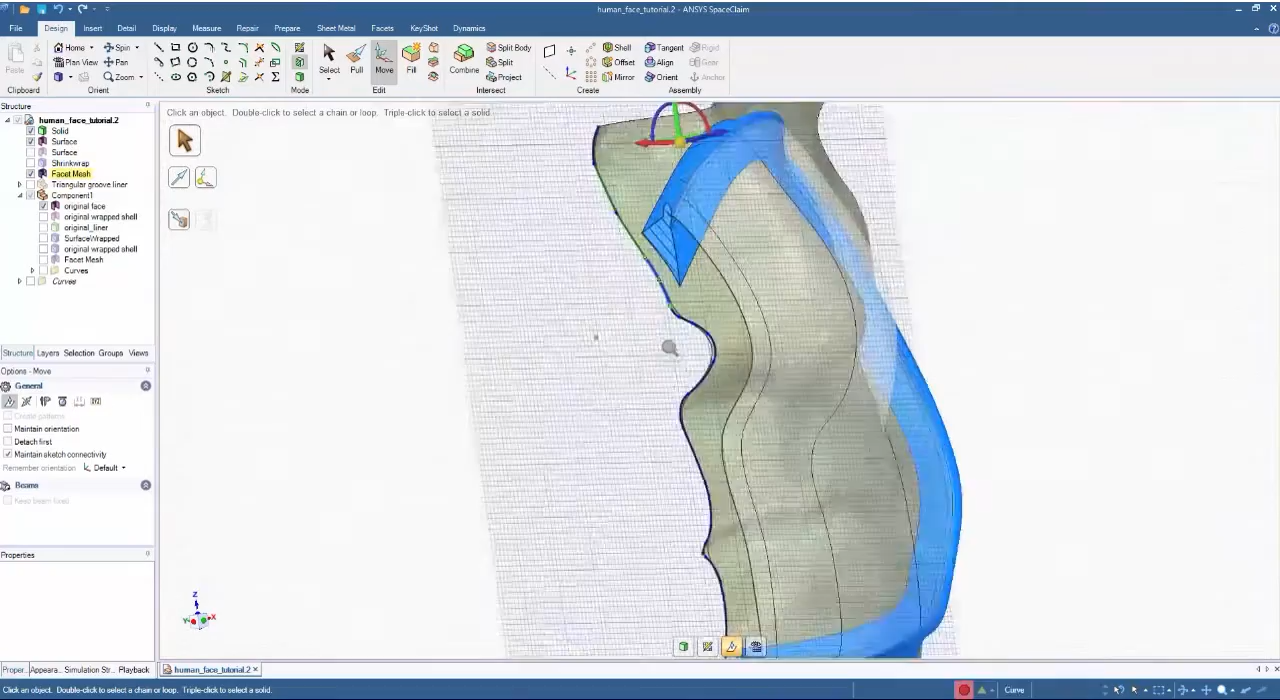 human_face_tutorial.2 - ANSYS SpaceClaim
File Design Insert Detail Display Measure Repair Prepare Sheet Metal Facets KeyShot Dynamics
Paste
Home Spin
Plan View Pan
Zoom
Select Pull Move Fill Combine
Split Body
Split
Project
Shell
Offset
Mirror
Tangent
Align
Orient
Rigid
Gear
Anchor
Clipboard Orient Sketch Mode Edit Intersect Create Assembly
Structure
human_face_tutorial.2
Solid
Surface
Surface
Shrinkwrap
Facet Mesh
Triangular groove liner
Component1
original face
original wrapped shell
original_liner
SurfaceWrapped
original wrapped shell
Facet Mesh
Curves
Curves
Structure Layers Selection Groups Views
Options - Move
General
Create patterns
Maintain orientation
Detach first
Maintain sketch connectivity
Remember orientation Default
Beams
Keep beam fixed
Properties
Click an object. Double-click to select a chain or loop. Triple-click to select a solid.
Z
Y
X
Proper.. Appeara.. Simulation Str.. Playback
human_face_tutorial.2
Click an object. Double-click to select a chain or loop. Triple-click to select a solid.
Curve